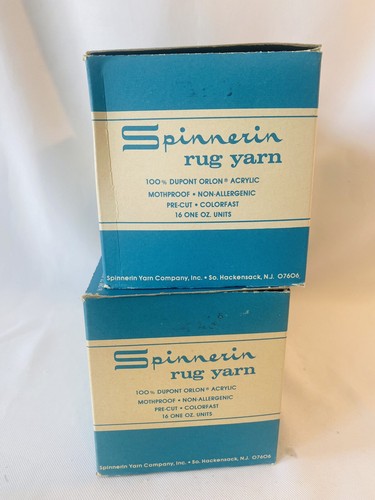 Spinnerin
rug yarn
100% DUPONT ORLON® ACRYLIC
MOTHPROOF • NON-ALLERGENIC
PRE-CUT • COLORFAST
16 ONE OZ. UNITS
Spinnerin Yarn Company, Inc. • So. Hackensack, N.J. 07606
Spinnerin
rug yarn
100% DUPONT ORLON® ACRYLIC
MOTHPROOF • NON-ALLERGENIC
PRE-CUT • COLORFAST
16 ONE OZ. UNITS
Spinnerin Yarn Company, Inc. • So. Hackensack, N.J. 07606